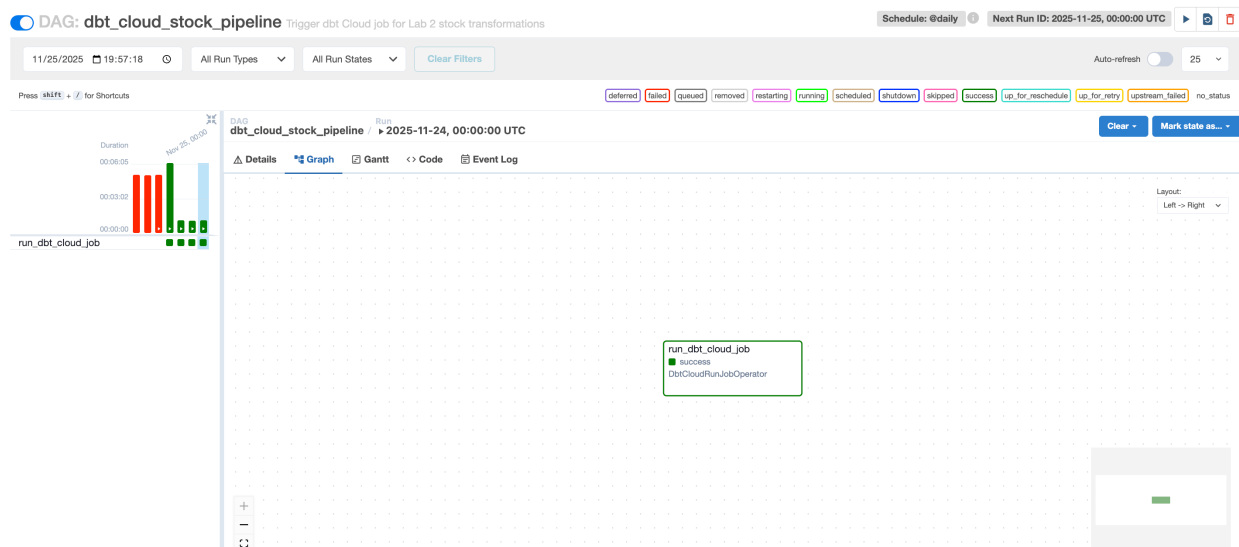 DAG: dbt_cloud_stock_pipeline Trigger dbt Cloud job for Lab 2 stock transformations
Schedule: @daily
Next Run ID: 2025-11-25, 00:00:00 UTC
11/25/2025 19:57:18
All Run Types
All Run States
Clear Filters
Auto-refresh
25
Press shift + / for Shortcuts
deferred failed queued removed restarting running scheduled shutdown skipped success up_for_reschedule up_for_retry upstream_failed no_status
Nov 25, 00:00
Duration
00:06:05
00:03:02
00:00:00
run_dbt_cloud_job
DAG
dbt_cloud_stock_pipeline
/
Run
2025-11-24, 00:00:00 UTC
Clear
Mark state as...
Details
Graph
Gantt
<> Code
Event Log
Layout:
Left -> Right
run_dbt_cloud_job
success
DbtCloudRunJobOperator